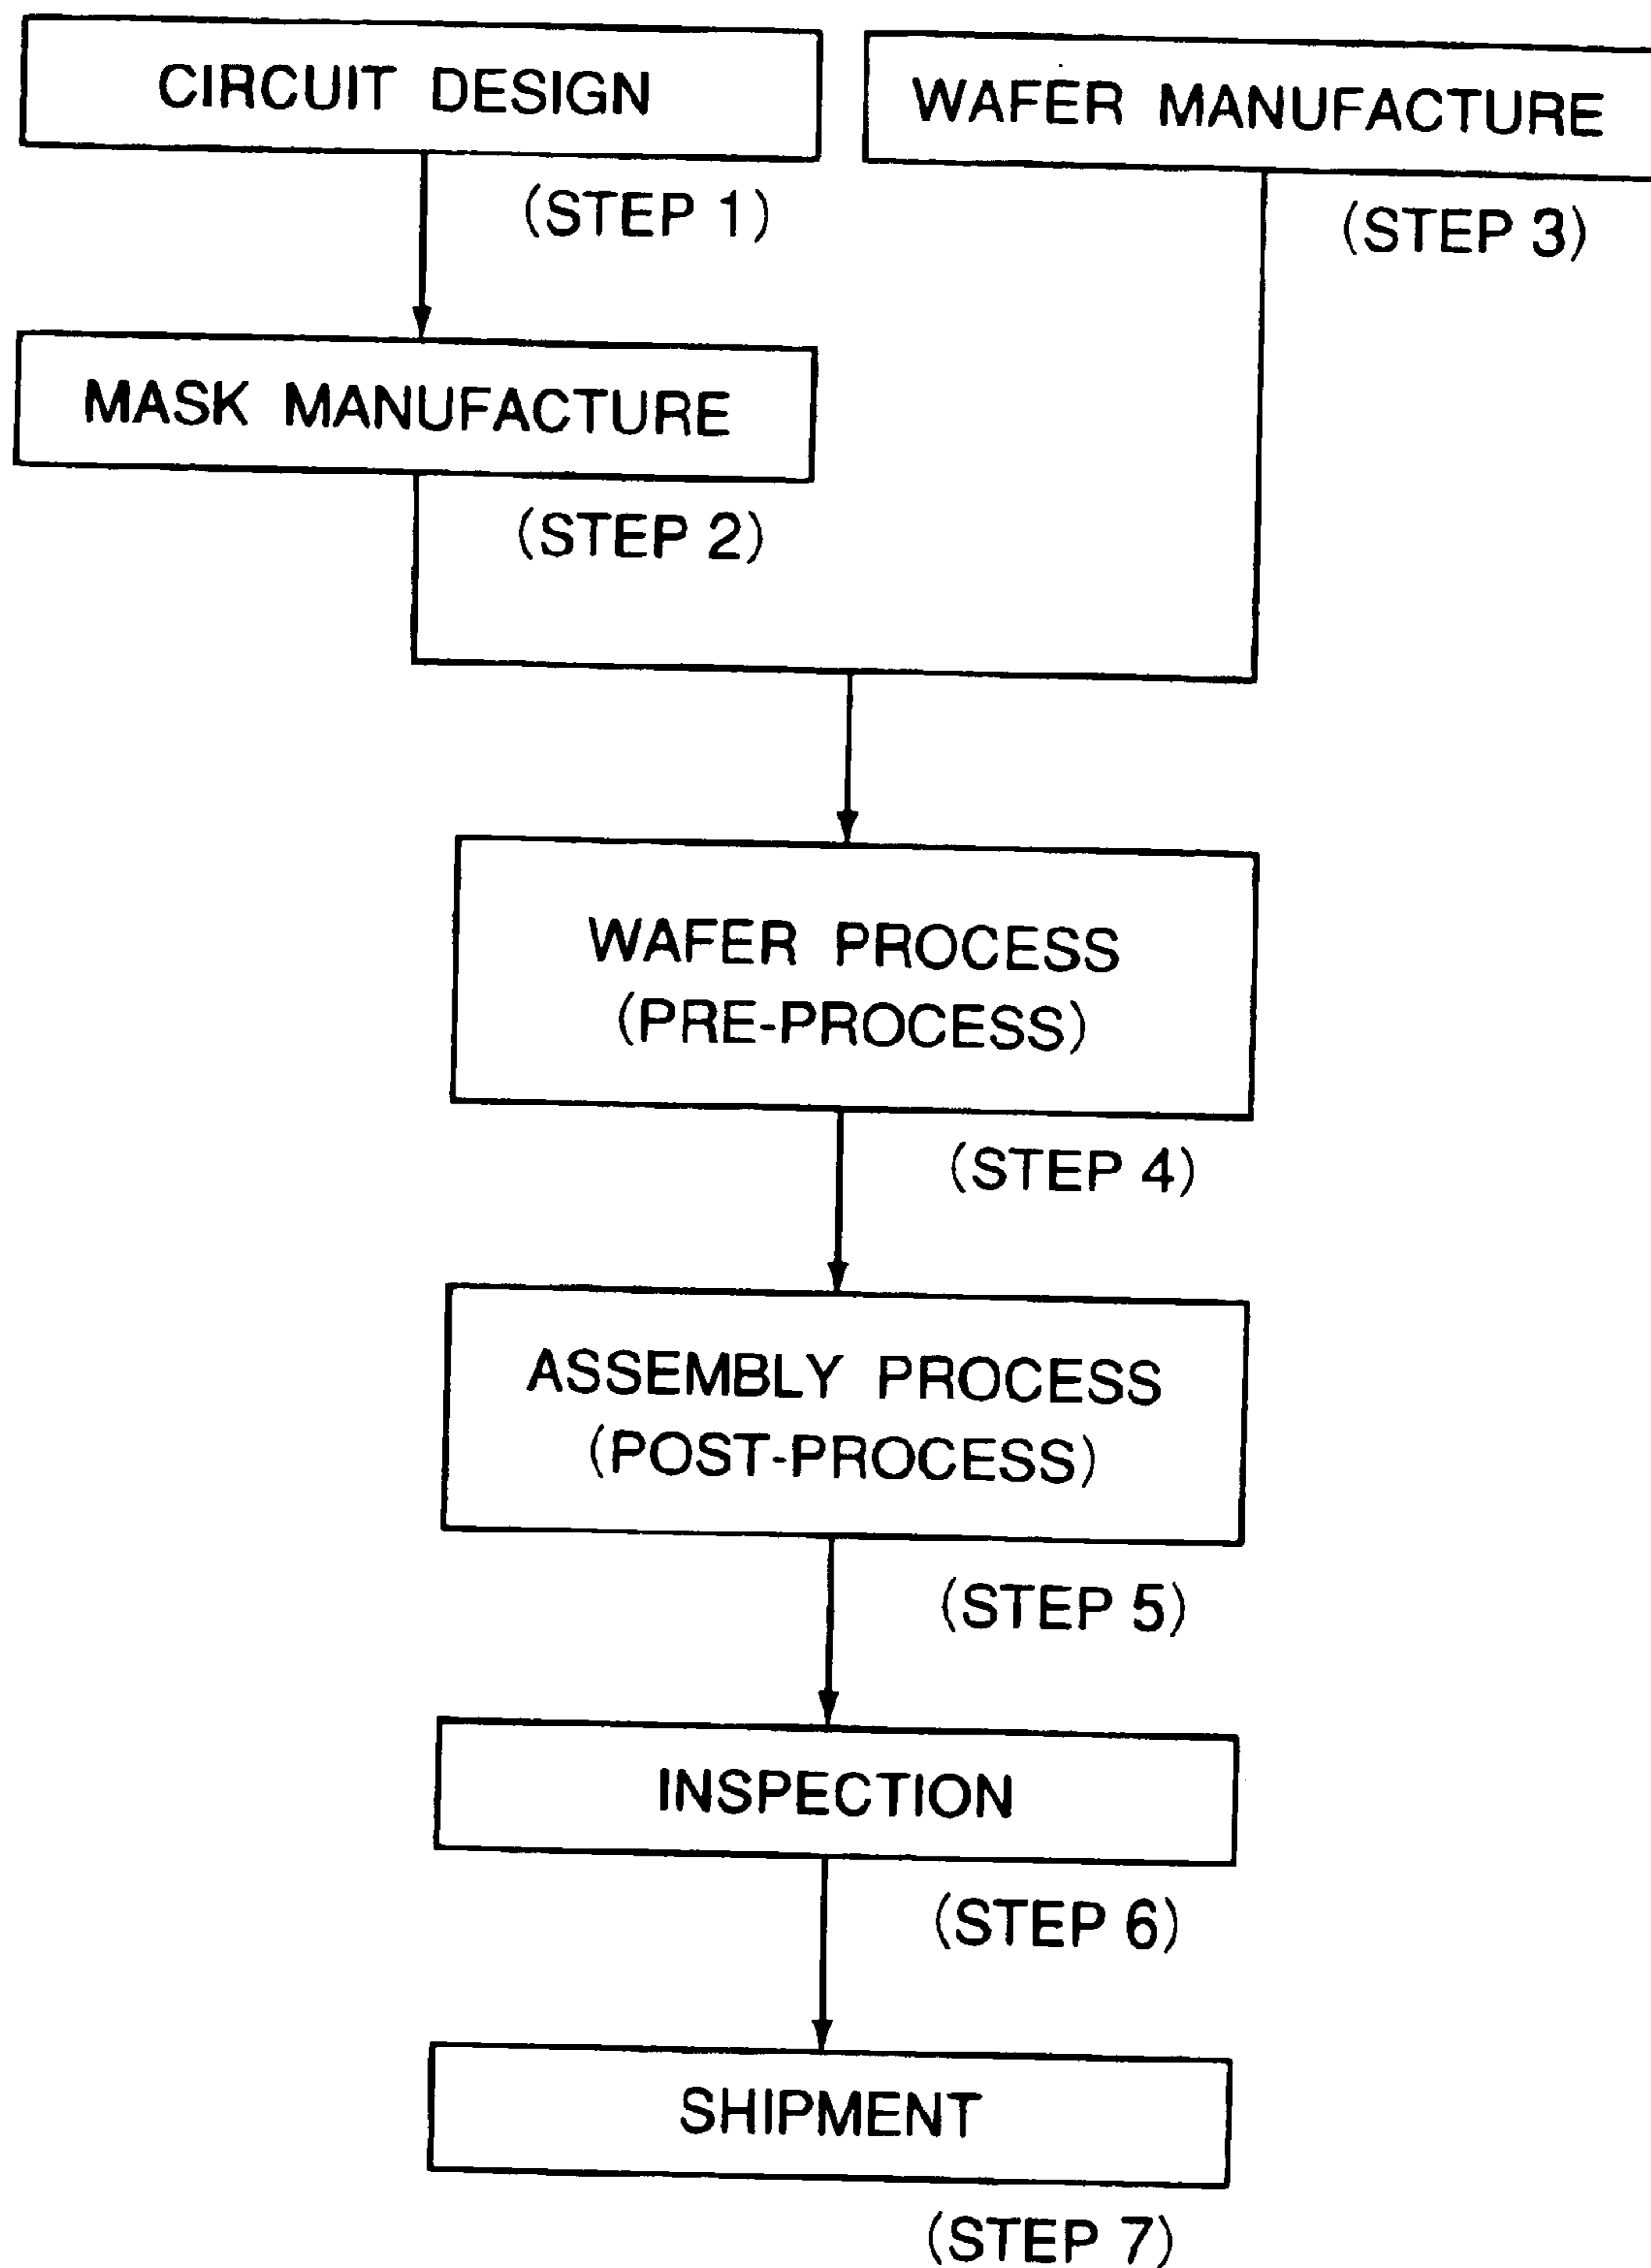 CIRCUIT DESIGN
(STEP 1)
WAFER MANUFACTURE
(STEP 3)
MASK MANUFACTURE
(STEP 2)
WAFER PROCESS
(PRE-PROCESS)
(STEP 4)
ASSEMBLY PROCESS
(POST-PROCESS)
(STEP 5)
INSPECTION
(STEP 6)
SHIPMENT
(STEP 7)